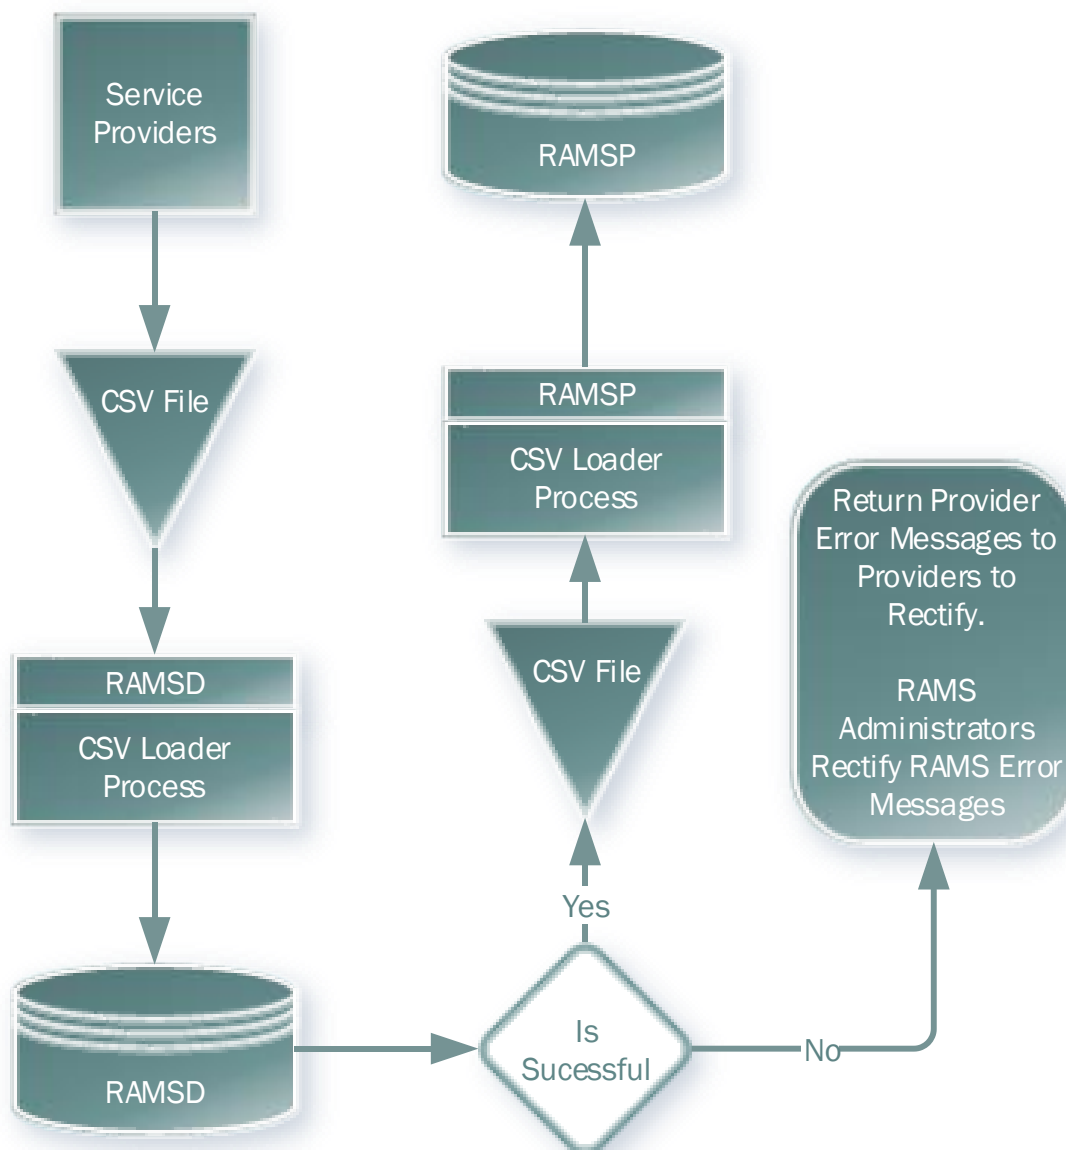 Service
Providers
CSV File
RAMSD
CSV Loader
Process
RAMSD
Is
Sucessful
Yes
CSV File
RAMSP
CSV Loader
Process
RAMSP
No
Return Provider
Error Messages to
Providers to
Rectify.
RAMS
Administrators
Rectify RAMS Error
Messages